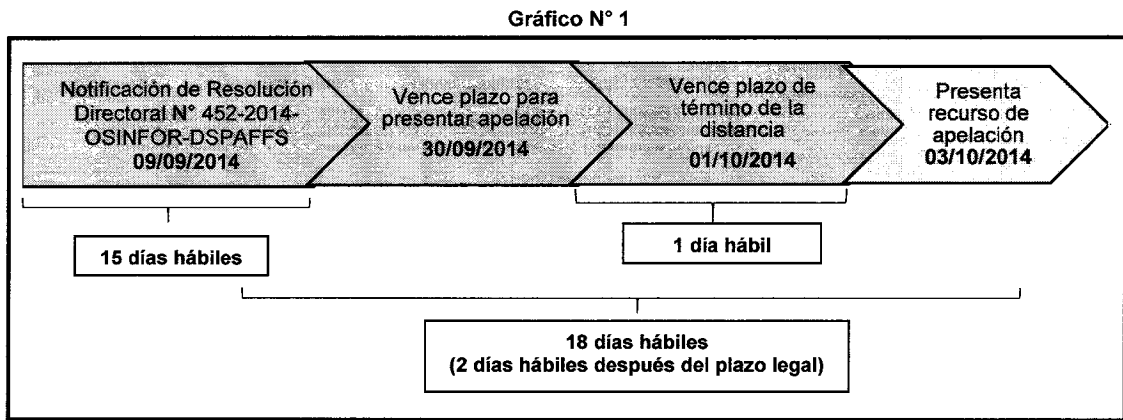 Gráfico N° 1
Notificación de Resolución
Directoral N° 452-2014-
OSINFOR-DSPAFFS
09/09/2014
Vence plazo para
presentar apelación
30/09/2014
Vence plazo de
término de la
distancia
01/10/2014
Presenta
recurso de
apelación
03/10/2014
15 días hábiles
1 día hábil
18 días hábiles
(2 días hábiles después del plazo legal)